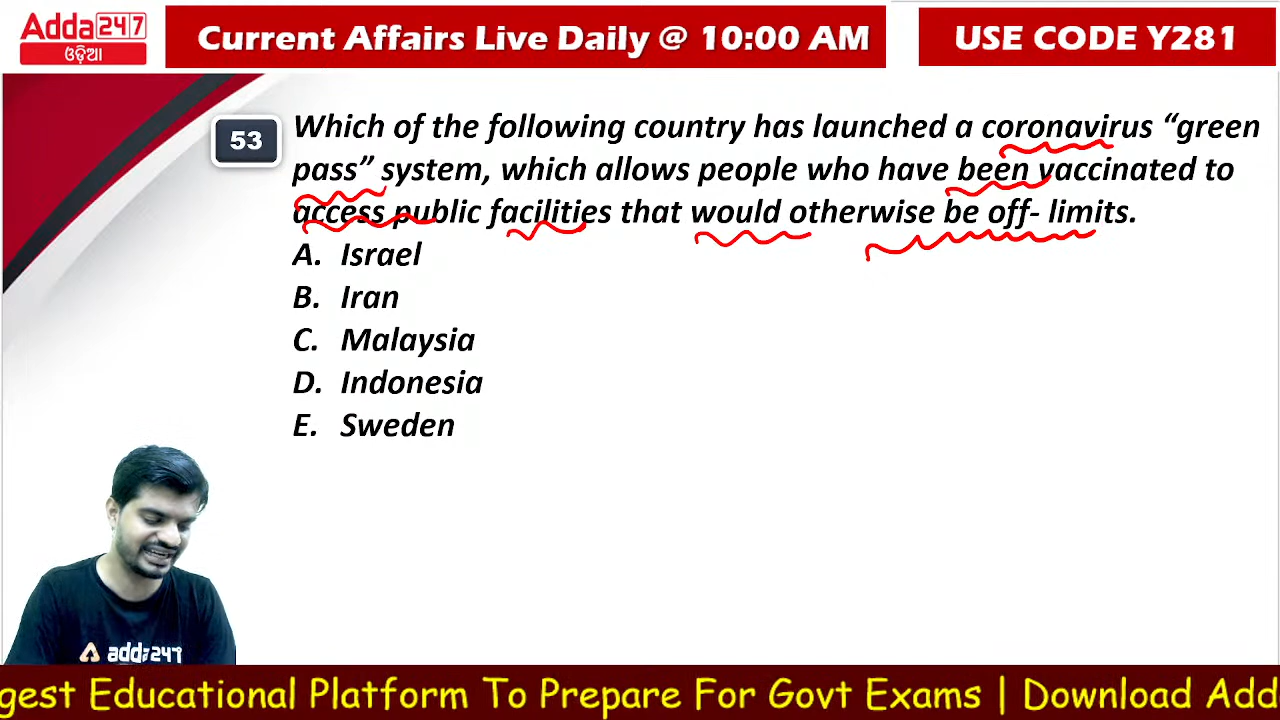 Adda247
ଓଡ଼ିଆ
Current Affairs Live Daily @ 10:00 AM
USE CODE Y281
53
Which of the following country has launched a coronavirus “green
pass” system, which allows people who have been vaccinated to
access public facilities that would otherwise be off- limits.
A. Israel
B. Iran
C. Malaysia
D. Indonesia
E. Sweden
adda247
gest Educational Platform To Prepare For Govt Exams | Download Add